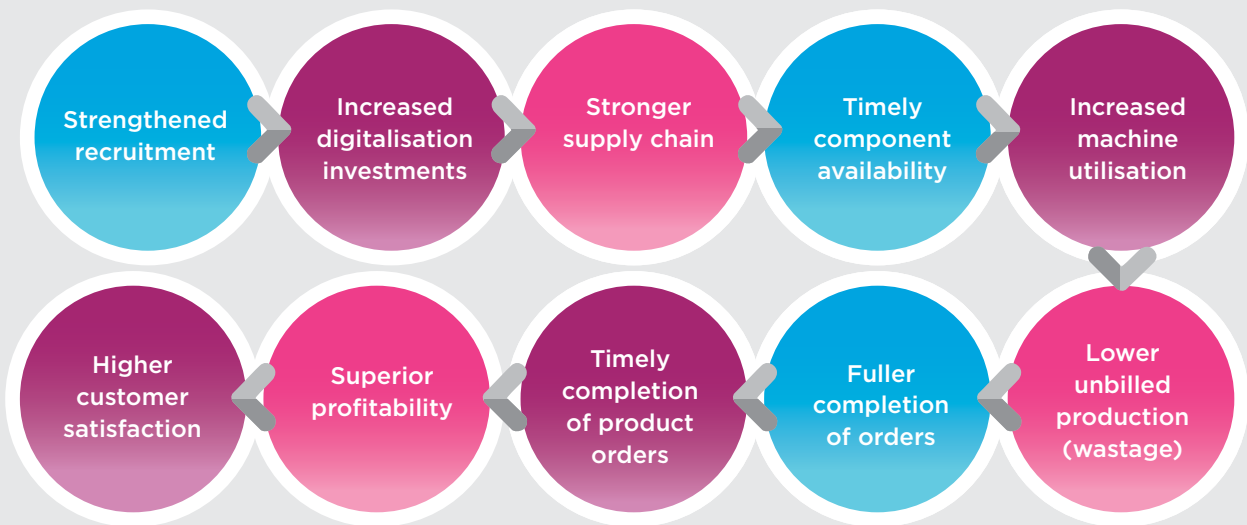 Strengthened
recruitment
Increased
digitalisation
investments
Stronger
supply chain
Timely
component
availability
Increased
machine
utilisation
Lower
unbilled
production
(wastage)
Fuller
completion
of orders
Timely
completion
of product
orders
Superior
profitability
Higher
customer
satisfaction